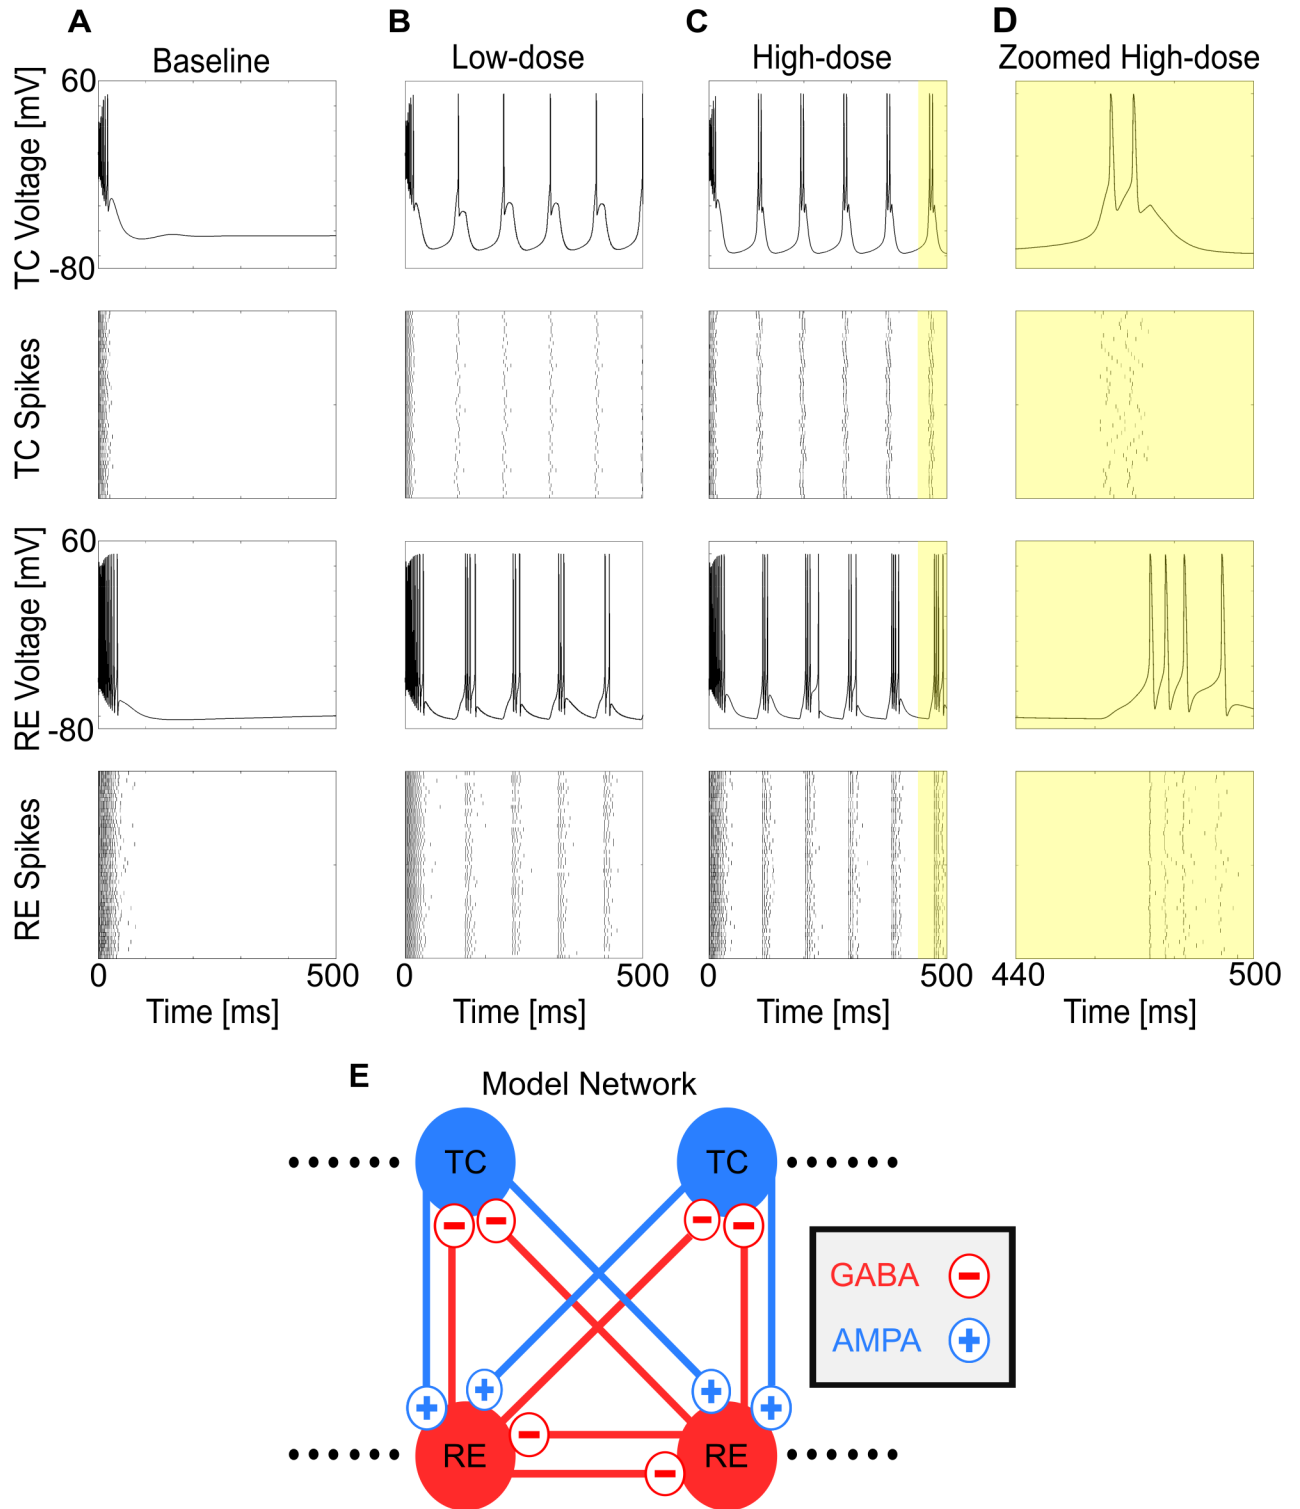 A
B
C
D
Baseline
Low-dose
High-dose
Zoomed High-dose
TC Voltage [mV]
60
-80
TC Spikes
RE Voltage [mV]
60
-80
RE Spikes
0
500
0
500
0
500
440
500
Time [ms]
Time [ms]
Time [ms]
Time [ms]
E
Model Network
TC
TC
GABA
AMPA
RE
RE